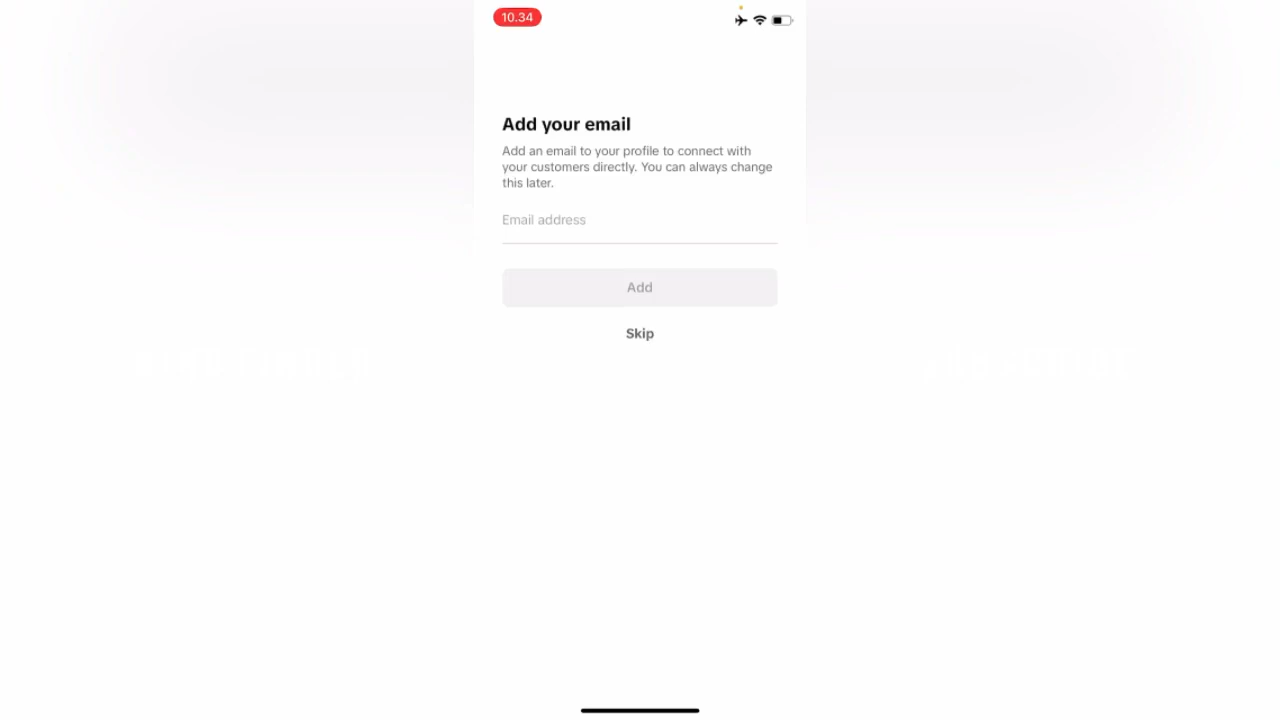 10.34
Add your email
Add an email to your profile to connect with
your customers directly. You can always change
this later.
Email address
Add
Skip